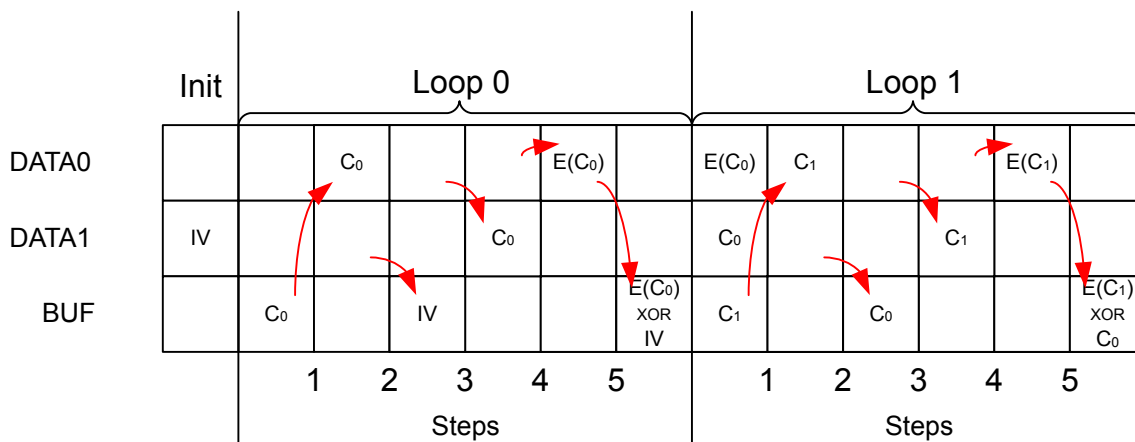 Init Loop 0 Loop 1
DATA0 C₀ E(C₀) E(C₀) C₁ E(C₁)
DATA1 IV C₀ C₀ C₁
BUF C₀ IV E(C₀) XOR IV C₁ C₀ E(C₁) XOR C₀
1 2 3 4 5 1 2 3 4 5
Steps Steps